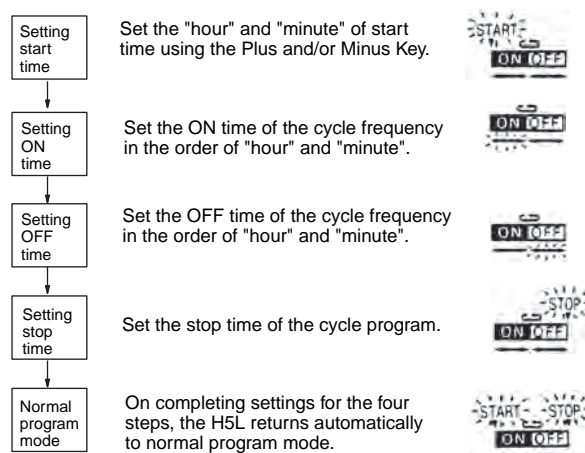 Setting
start
time
Set the "hour" and "minute" of start
time using the Plus and/or Minus Key.
START
ON OFF
Setting
ON
time
Set the ON time of the cycle frequency
in the order of "hour" and "minute".
ON OFF
Setting
OFF
time
Set the OFF time of the cycle frequency
in the order of "hour" and "minute".
ON OFF
Setting
stop
time
Set the stop time of the cycle program.
STOP
ON OFF
Normal
program
mode
On completing settings for the four
steps, the H5L returns automatically
to normal program mode.
START STOP
ON OFF